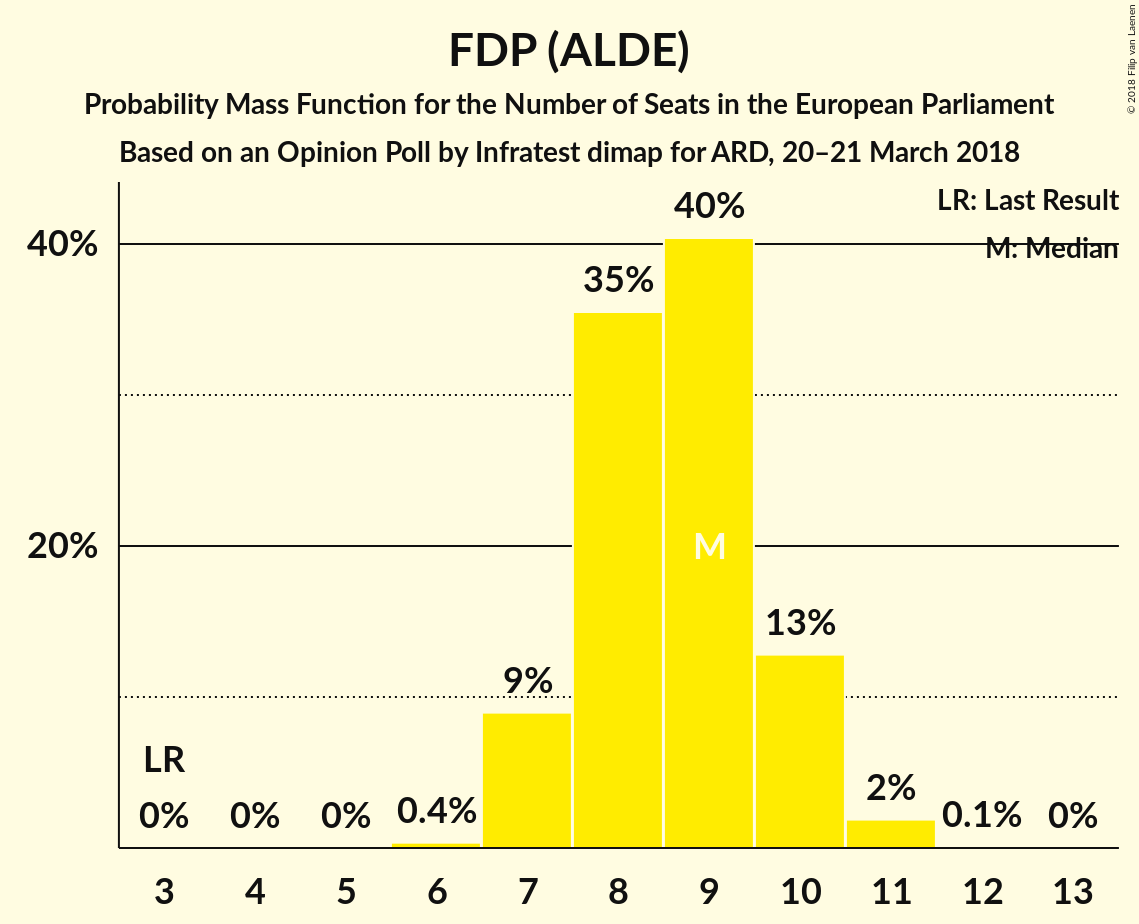 FDP (ALDE)
Probability Mass Function for the Number of Seats in the European Parliament
Based on an Opinion Poll by Infratest dimap for ARD, 20–21 March 2018
© 2018 Filip van Laenen
LR: Last Result
M: Median
40%
20%
40%
35%
M
13%
9%
LR
0%
0%
0%
0.4%
2%
0.1%
0%
3 4 5 6 7 8 9 10 11 12 13